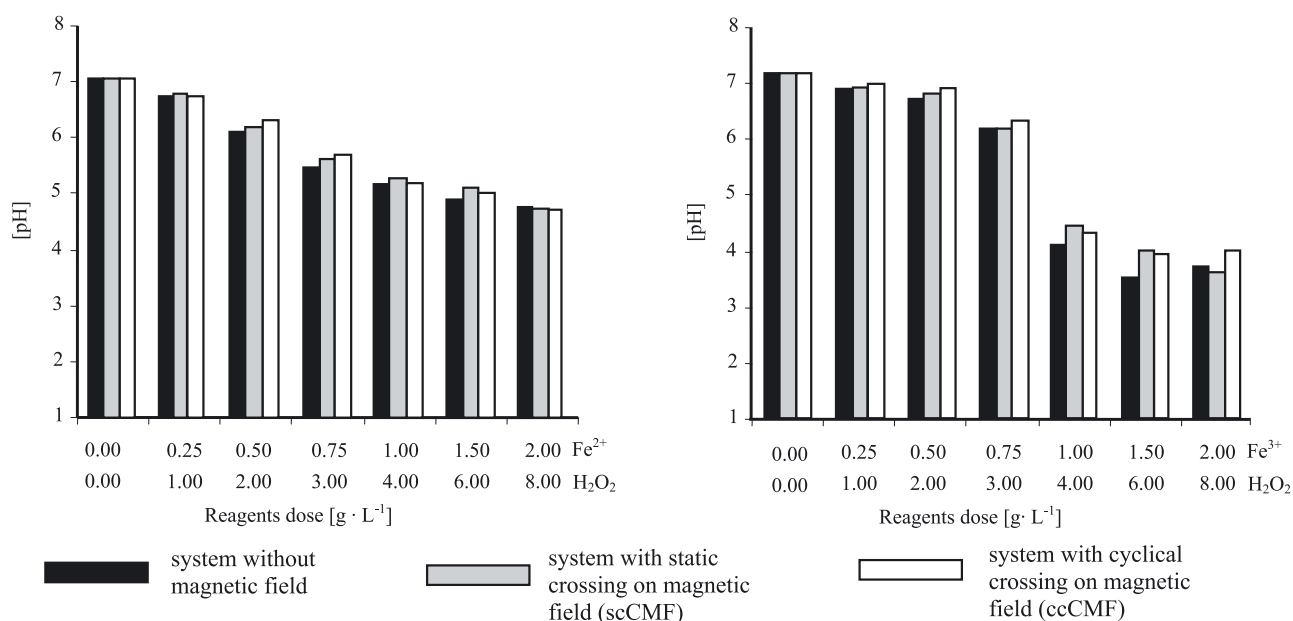 8
7
6
5
4
3
2
1
[pH]
0.00 0.25 0.50 0.75 1.00 1.50 2.00 Fe²⁺
0.00 1.00 2.00 3.00 4.00 6.00 8.00 H₂O₂
Reagents dose [g · L⁻¹]
8
7
6
5
4
3
2
1
[pH]
0.00 0.25 0.50 0.75 1.00 1.50 2.00 Fe³⁺
0.00 1.00 2.00 3.00 4.00 6.00 8.00 H₂O₂
Reagents dose [g· L⁻¹]
system without
magnetic field
system with static
crossing on magnetic
field (scCMF)
system with cyclical
crossing on magnetic
field (ccCMF)